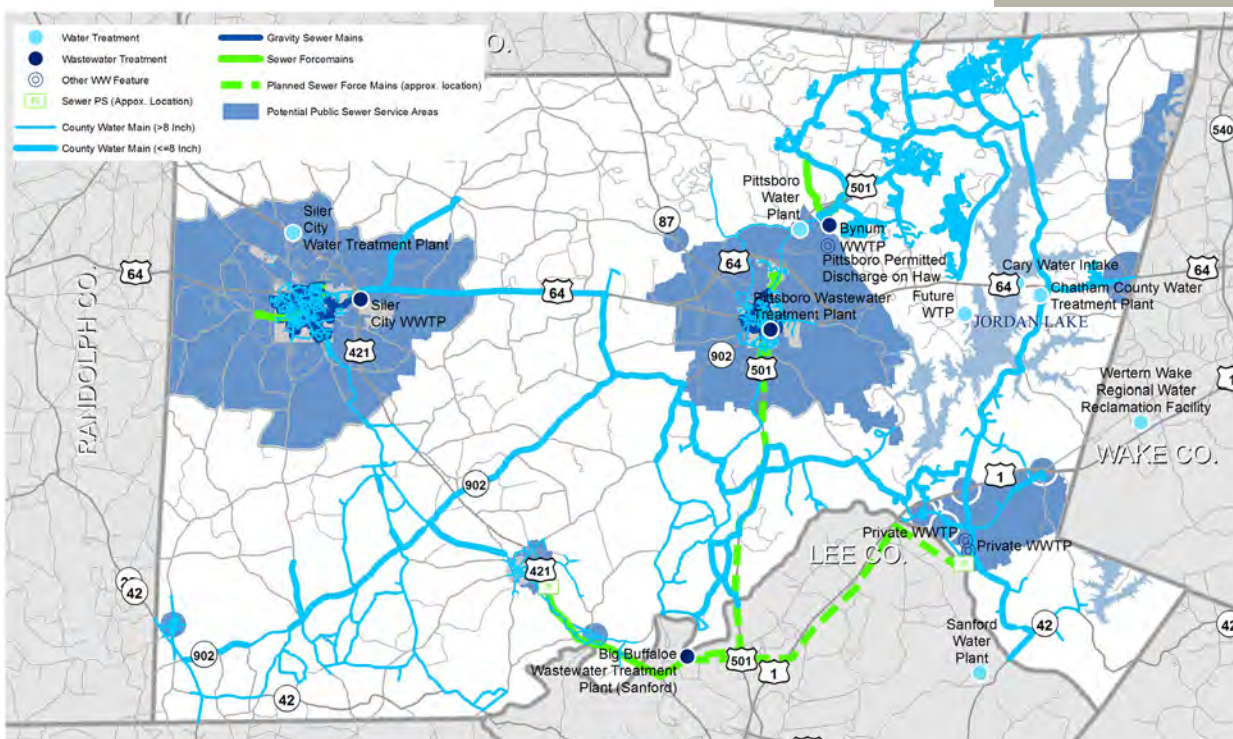 O CO.
Water Treatment
Wastewater Treatment
Other WW Feature
PS
Sewer PS (Appox. Location)
County Water Main (>8 Inch)
County Water Main (<=8 Inch)
Gravity Sewer Mains
Sewer Forcemains
Planned Sewer Force Mains (approx. location)
Potential Public Sewer Service Areas
540
501
87
Pittsboro
Water
Plant
Bynum
WWTP
Pittsboro Permitted
Discharge on Haw
Siler
City
Water Treatment Plant
64
64
64
64
64
Cary Water Intake
Chatham County Water
Treatment Plant
Future
WTP
JORDAN LAKE
Siler
City WWTP
421
Pittsboro Wastewater
Treatment Plant
902
501
RANDOLPH CO.
Wertern Wake
Regional Water
Reclamation Facility
1
WAKE CO.
1
902
Private WWTP
Private WWTP
LEE CO.
421
42
42
42
902
42
Sanford
Water
Plant
Big Buffaloe
Wastewater Treatment
Plant (Sanford)
501
1